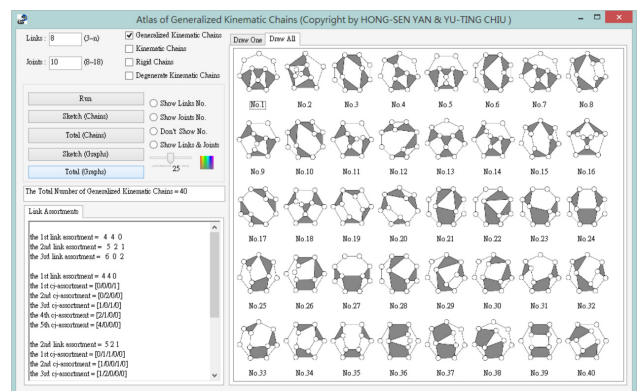 Atlas of Generalized Kinematic Chains (Copyright by HONG-SEN YAN & YU-TING CHIU )
Links : 8 (3~n)
Joints : 10 (8~18)
Generalized Kinematic Chains
Kinematic Chains
Rigid Chains
Degenerate Kinematic Chains
Run
Sketch (Chains)
Total (Chains)
Sketch (Graphs)
Total (Graphs)
Show Links No.
Show Joints No.
Don't Show No.
Show Links & Joints
25
The Total Number of Generalized Kinematic Chains = 40
Link Assortments
the 1st link assortment = 4 4 0
the 2nd link assortment = 5 2 1
the 3rd link assortment = 6 0 2
the 1st link assortment = 4 4 0
the 1st cj-assortment = [0/0/0/1]
the 2nd cj-assortment = [0/2/0/0]
the 3rd cj-assortment = [1/0/1/0]
the 4th cj-assortment = [2/1/0/0]
the 5th cj-assortment = [4/0/0/0]
the 2nd link assortment = 5 2 1
the 1st cj-assortment = [0/1/1/0/0]
the 2nd cj-assortment = [1/0/0/1/0]
the 3rd cj-assortment = [1/2/0/0/0]
Draw One Draw All
No.1 No.2 No.3 No.4 No.5 No.6 No.7 No.8
No.9 No.10 No.11 No.12 No.13 No.14 No.15 No.16
No.17 No.18 No.19 No.20 No.21 No.22 No.23 No.24
No.25 No.26 No.27 No.28 No.29 No.30 No.31 No.32
No.33 No.34 No.35 No.36 No.37 No.38 No.39 No.40